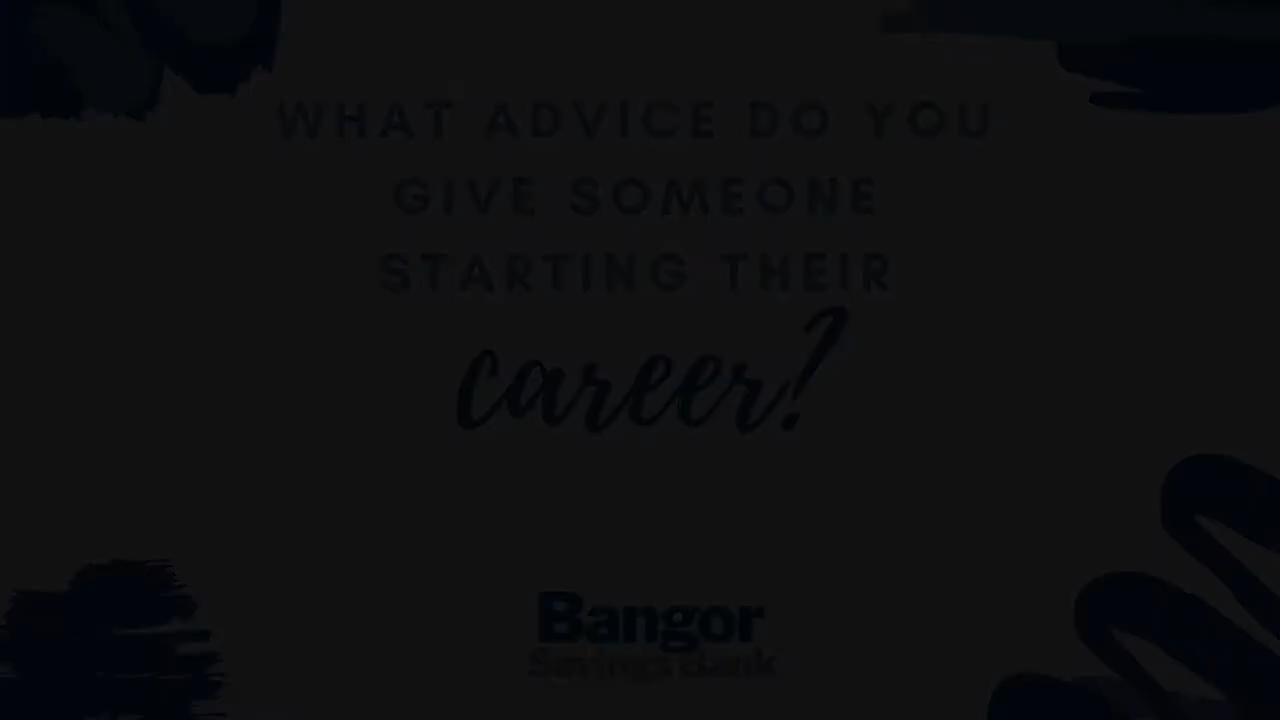 WHAT ADVICE DO YOU
GIVE SOMEONE
STARTING THEIR
career?
Bangor
Savings Bank